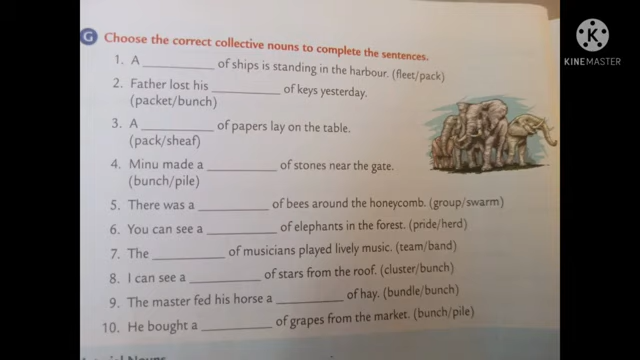 G Choose the correct collective nouns to complete the sentences.
1. A __________ of ships is standing in the harbour. (fleet/pack)
2. Father lost his __________ of keys yesterday.
(packet/bunch)
3. A __________ of papers lay on the table.
(pack/sheaf)
4. Minu made a __________ of stones near the gate.
(bunch/pile)
5. There was a __________ of bees around the honeycomb. (group/swarm)
6. You can see a __________ of elephants in the forest. (pride/herd)
7. The __________ of musicians played lively music. (team/band)
8. I can see a __________ of stars from the roof. (cluster/bunch)
9. The master fed his horse a __________ of hay. (bundle/bunch)
10. He bought a __________ of grapes from the market. (bunch/pile)
Nouns
K
KINEMASTER